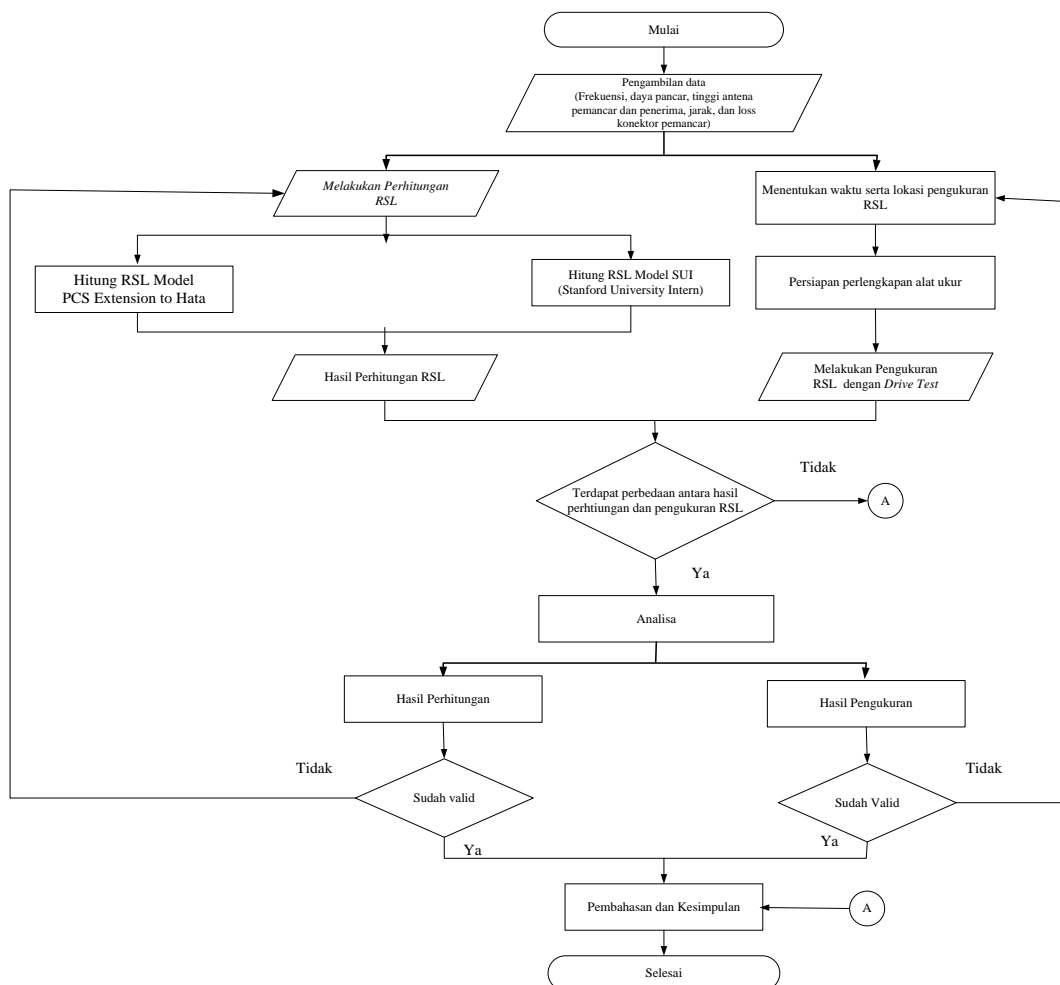 Mulai
Pengambilan data
(Frekuensi, daya pancar, tinggi antena
pemancar dan penerima, jarak, dan loss
konektor pemancar)
Melakukan Perhitungan
RSL
Menentukan waktu serta lokasi pengukuran
RSL
Hitung RSL Model
PCS Extension to Hata
Hitung RSL Model SUI
(Stanford University Intern)
Persiapan perlengkapan alat ukur
Hasil Perhitungan RSL
Melakukan Pengukuran
RSL dengan Drive Test
Terdapat perbedaan antara hasil
perhtiungan dan pengukuran RSL
Tidak
A
Ya
Analisa
Hasil Perhitungan
Hasil Pengukuran
Tidak
Sudah valid
Sudah Valid
Tidak
Ya
Ya
Pembahasan dan Kesimpulan
A
Selesai